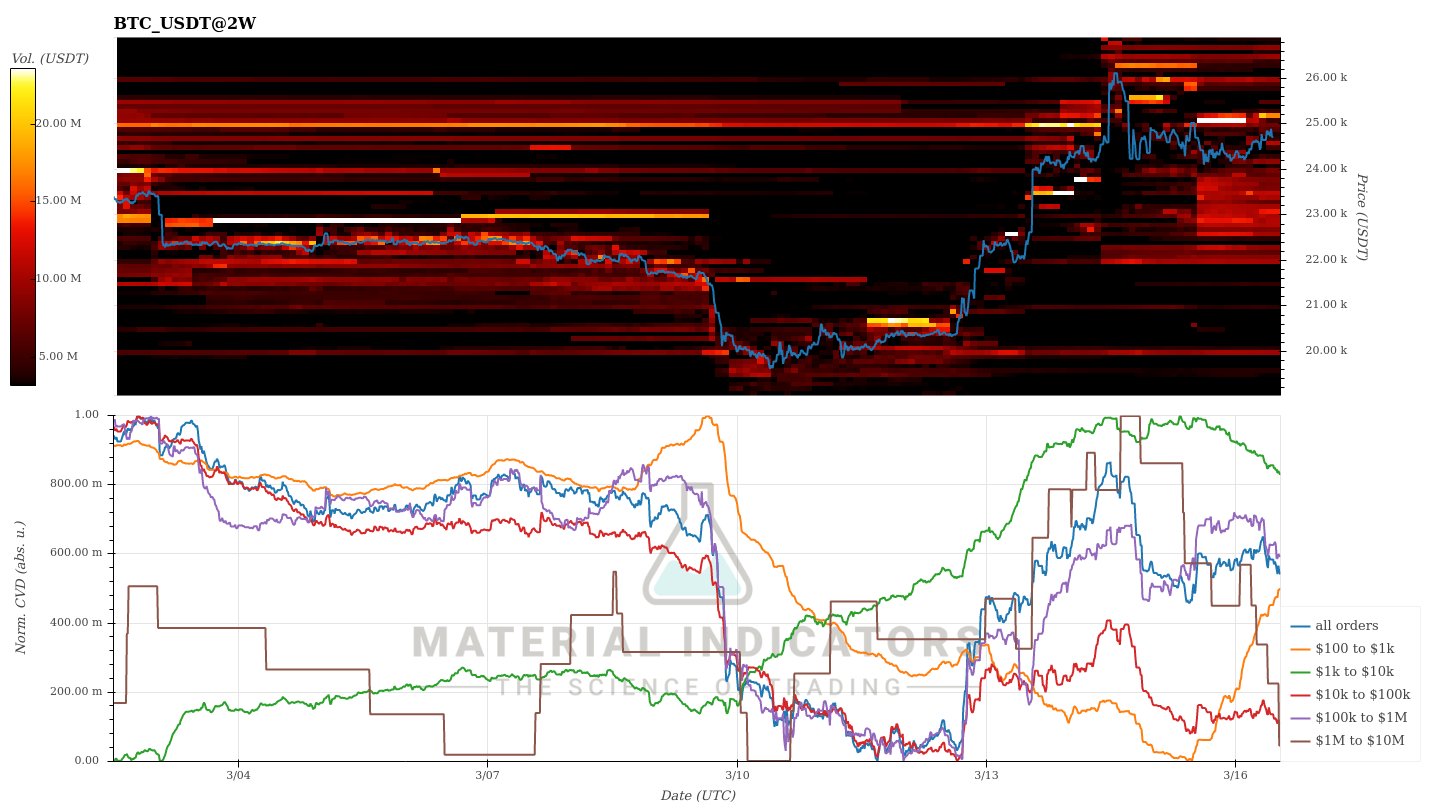 BTC_USDT@2W
Vol. (USDT)
20.00 M
15.00 M
10.00 M
5.00 M
26.00 k
25.00 k
24.00 k
23.00 k
22.00 k
21.00 k
20.00 k
Price (USDT)
1.00
800.00 m
600.00 m
400.00 m
200.00 m
0.00
Norm. CVD (abs. u.)
MATERIAL INDICATORS
THE SCIENCE OF TRADING
all orders
$100 to $1k
$1k to $10k
$10k to $100k
$100k to $1M
$1M to $10M
3/04 3/07 3/10 3/13 3/16
Date (UTC)